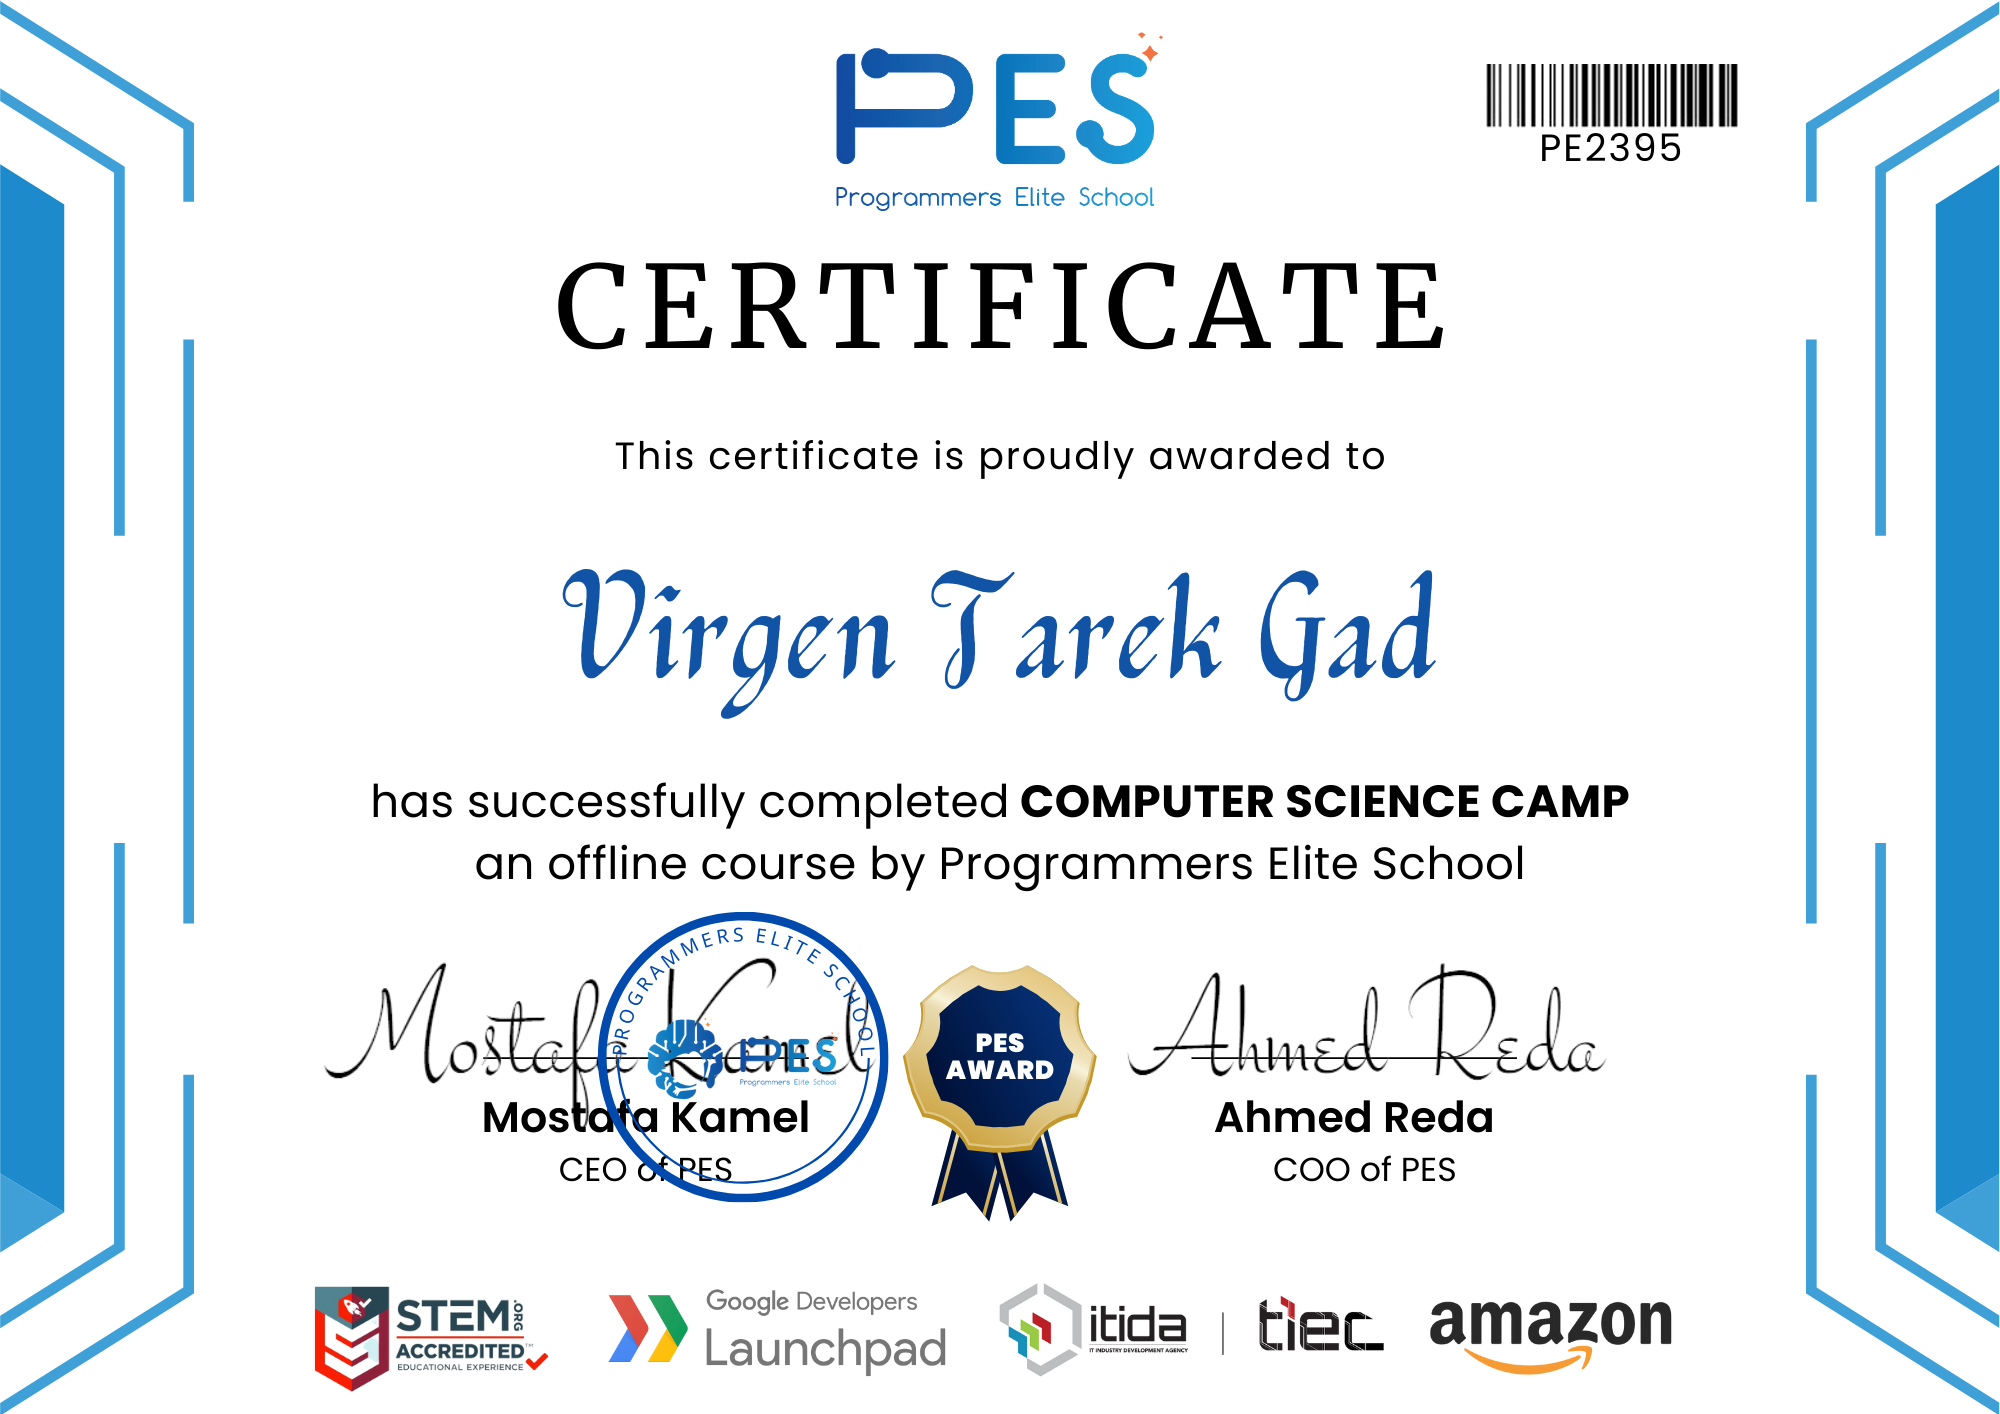 PES
Programmers Elite School
PE2395
CERTIFICATE
This certificate is proudly awarded to
Virgen Tarek Gad
has successfully completed COMPUTER SCIENCE CAMP
an offline course by Programmers Elite School
Mostafa Kamel
PROGRAMMERS ELITE SCHOOL
PES
Programmers Elite School
PES
AWARD
Ahmed Reda
Mostafa Kamel
CEO of PES
Ahmed Reda
COO of PES
STEM.ORG
ACCREDITED™
EDUCATIONAL EXPERIENCE
Google Developers
Launchpad
itida
IT INDUSTRY DEVELOPMENT AGENCY
tiec
amazon